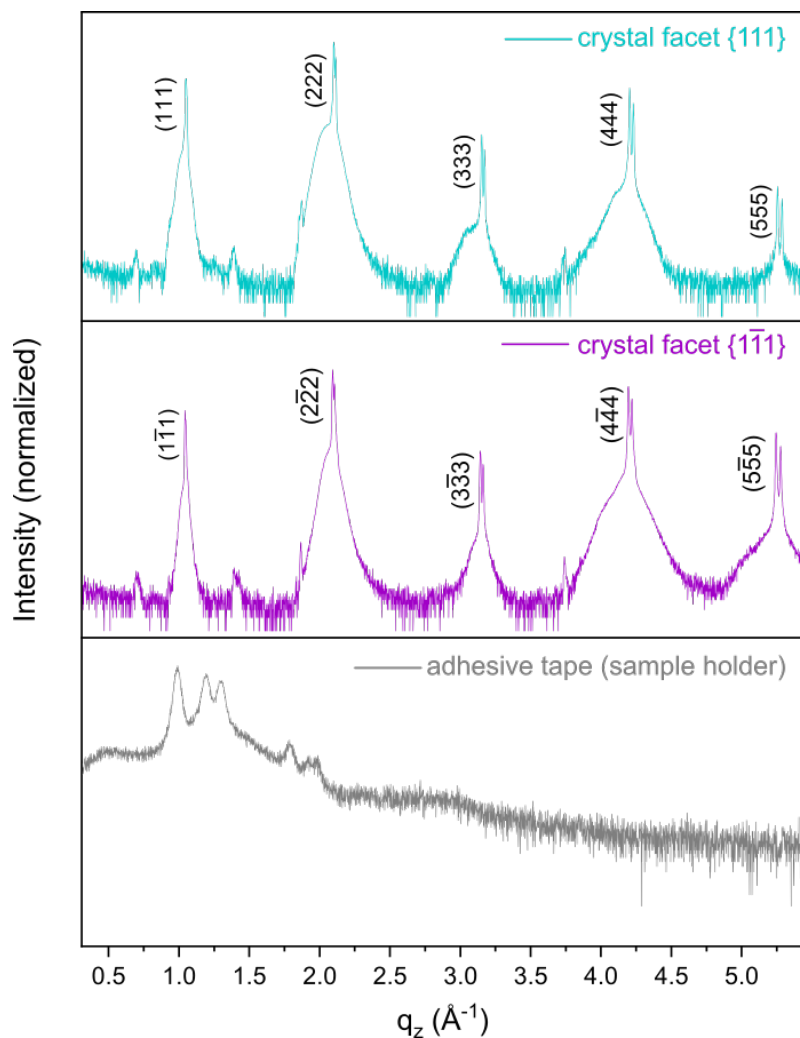 crystal facet {111}
(111)
(222)
(333)
(444)
(555)
crystal facet {11̅1}
(11̅1)
(22̅2)
(33̅3)
(44̅4)
(55̅5)
adhesive tape (sample holder)
Intensity (normalized)
0.5 1.0 1.5 2.0 2.5 3.0 3.5 4.0 4.5 5.0
q_z (Å⁻¹)